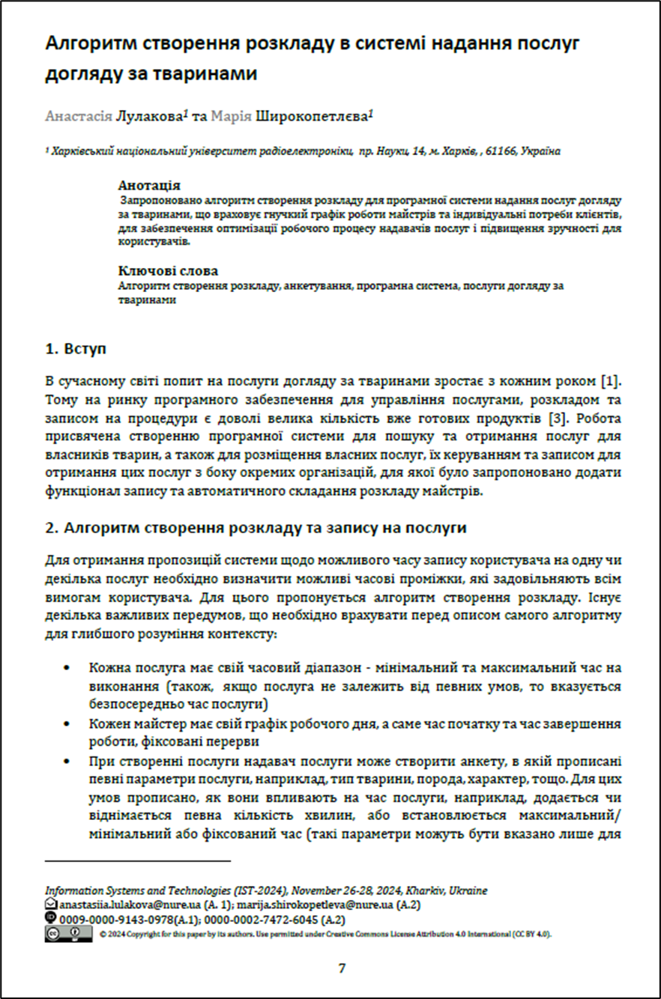 Алгоритм створення розкладу в системі надання послуг
догляду за тваринами
Анастасія Лулакова¹ та Марія Широкопетлєва¹
¹ Харківський національний університет радіоелектроніки, пр. Науки, 14, м. Харків, , 61166, Україна
Анотація
Запропоновано алгоритм створення розкладу для програмної системи надання послуг догляду
за тваринами, що враховує гнучкий графік роботи майстрів та індивідуальні потреби клієнтів,
для забезпечення оптимізації робочого процесу надавачів послуг і підвищення зручності для
користувачів.
Ключові слова
Алгоритм створення розкладу, анкетування, програмна система, послуги догляду за
тваринами
1. Вступ
В сучасному світі попит на послуги догляду за тваринами зростає з кожним роком [1].
Тому на ринку програмного забезпечення для управління послугами, розкладом та
записом на процедури є доволі велика кількість вже готових продуктів [3]. Робота
присвячена створенню програмної системи для пошуку та отримання послуг для
власників тварин, а також для розміщення власних послуг, їх керуванням та записом для
отримання цих послуг з боку окремих організацій, для якої було запропоновано додати
функціонал запису та автоматичного складання розкладу майстрів.
2. Алгоритм створення розкладу та запису на послуги
Для отримання пропозицій системи щодо можливого часу запису користувача на одну чи
декілька послуг необхідно визначити можливі часові проміжки, які задовільняють всім
вимогам користувача. Для цього пропонується алгоритм створення розкладу. Існує
декілька важливих передумов, що необхідно врахувати перед описом самого алгоритму
для глибшого розуміння контексту:
• Кожна послуга має свій часовий діапазон - мінімальний та максимальний час на
виконання (також, якщо послуга не залежить від певних умов, то вказується
безпосередньо час послуги)
• Кожен майстер має свій графік робочого дня, а саме час початку та час завершення
роботи, фіксовані перерви
• При створенні послуги надавач послуги може створити анкету, в якій прописані
певні параметри послуги, наприклад, тип тварини, порода, характер, тощо. Для цих
умов прописано, як вони впливають на час послуги, наприклад, додається чи
віднімається певна кількість хвилин, або встановлюється максимальний/
мінімальний або фіксований час (такі параметри можуть бути вказано лише для
Information Systems and Technologies (IST-2024), November 26-28, 2024, Kharkiv, Ukraine
anastasiia.lulakova@nure.ua (A. 1); marija.shirokopetleva@nure.ua (A.2)
iD 0009-0000-9143-0978(A.1); 0000-0002-7472-6045 (A.2)
cc BY © 2024 Copyright for this paper by its authors. Use permitted under Creative Commons License Attribution 4.0 International (CC BY 4.0).
7